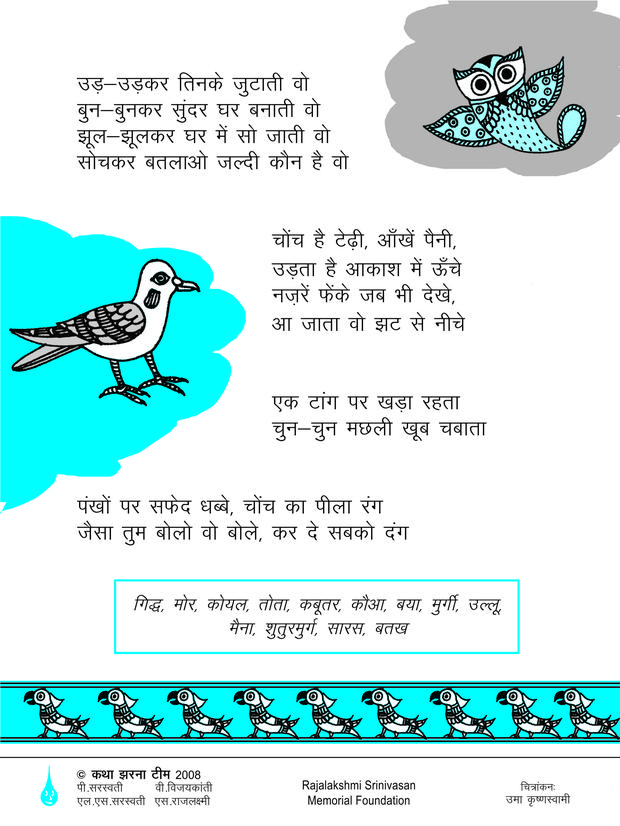 उड़–उड़कर तिनके जुटाती वो
बुन–बुनकर सुंदर घर बनाती वो
झूल–झूलकर घर में सो जाती वो
सोचकर बतलाओ जल्दी कौन है वो
चोंच है टेढ़ी, आँखें पैनी,
उड़ता है आकाश में ऊँचे
नज़रें फेंके जब भी देखे,
आ जाता वो झट से नीचे
एक टांग पर खड़ा रहता
चुन–चुन मछली खूब चबाता
पंखों पर सफेद धब्बे, चोंच का पीला रंग
जैसा तुम बोलो वो बोले, कर दे सबको दंग
गिद्ध, मोर, कोयल, तोता, कबूतर, कौआ, बया, मुर्गी, उल्लू,
मैना, शुतुरमुर्ग, सारस, बतख
© कथा झरना टीम 2008
पी.सरस्वती वी.विजयकांती
एल.एस.सरस्वती एस.राजलक्ष्मी
Rajalakshmi Srinivasan
Memorial Foundation
चित्रांकनः
उमा कृष्णस्वामी